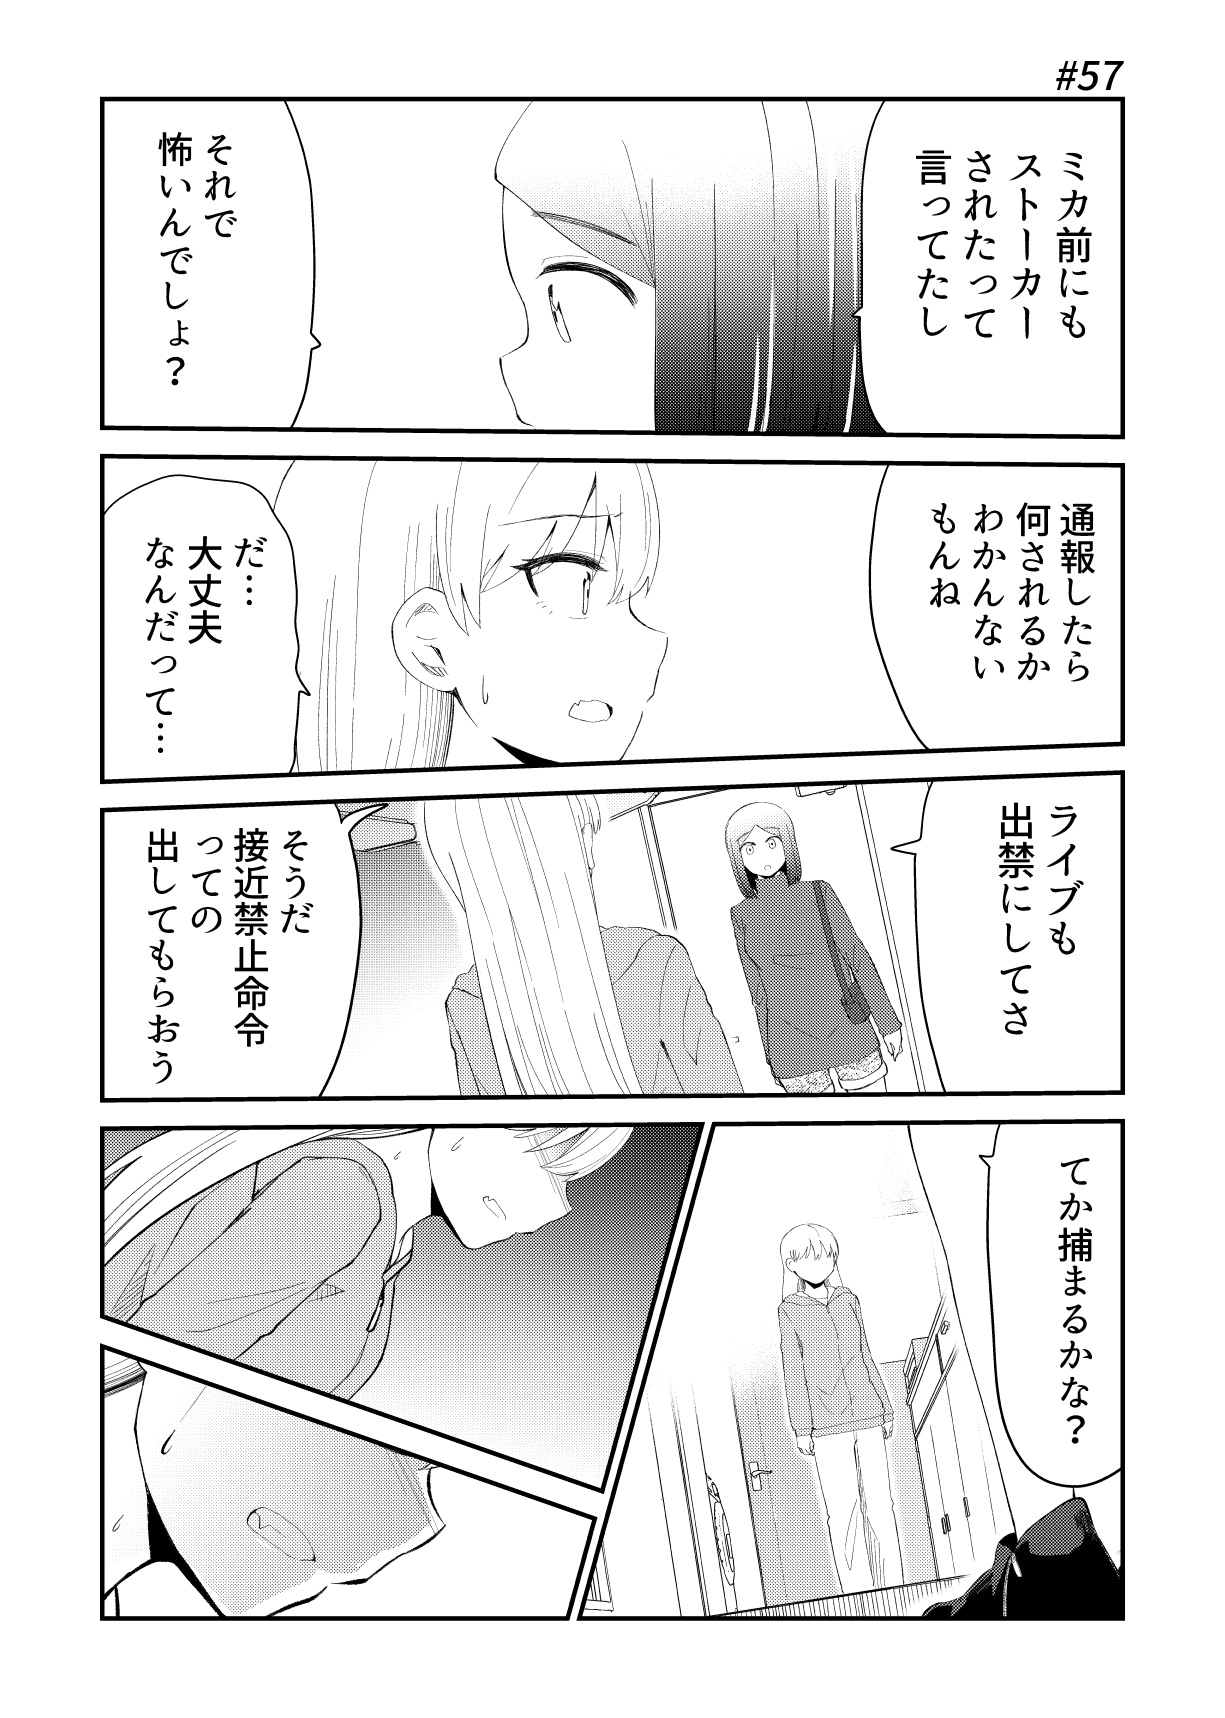 #57
ミカ前にも
ストーカー
されたって
言ってたし
それで
怖いんでしょ？
通報したら
何されるか
わかんない
もんね
だ…
大丈夫
なんだって…
ライブも
出禁にしてさ
そうだ
接近禁止命令
っての
出してもらおう
てか捕まるかな？